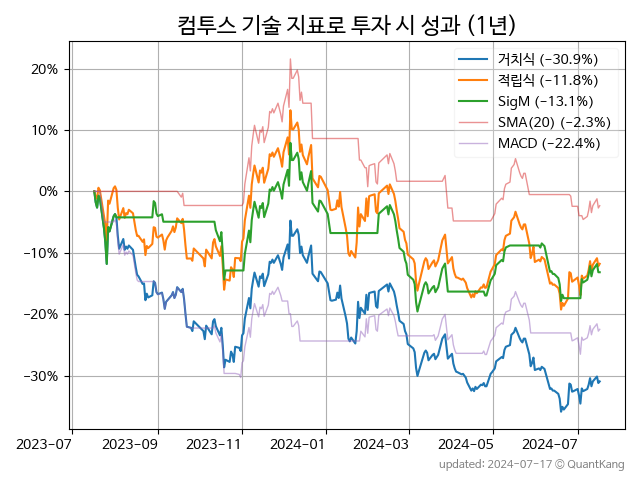 컴투스 기술 지표로 투자 시 성과 (1년)
거치식 (−30.9%)
적립식 (−11.8%)
SigM (−13.1%)
SMA(20) (−2.3%)
MACD (−22.4%)
20%
10%
0%
−10%
−20%
−30%
2023-07 2023-09 2023-11 2024-01 2024-03 2024-05 2024-07
updated: 2024-07-17 © QuantKang